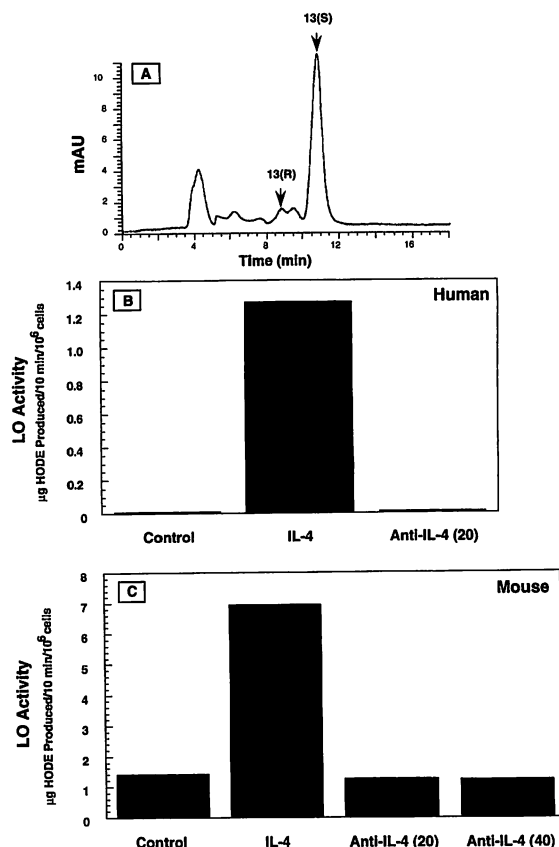 13(S)
A
10
8
6
4
2
0
mAU
13(R)
0 4 8 12 16
Time (min)
B
Human
1.4
1.2
1.0
0.8
0.6
0.4
0.2
0
LO Activity
µg HODE Produced/10 min/10⁶ cells
Control IL-4 Anti-IL-4 (20)
C
Mouse
8
7
6
5
4
3
2
1
0
LO Activity
µg HODE Produced/10 min/10⁶ cells
Control IL-4 Anti-IL-4 (20) Anti-IL-4 (40)